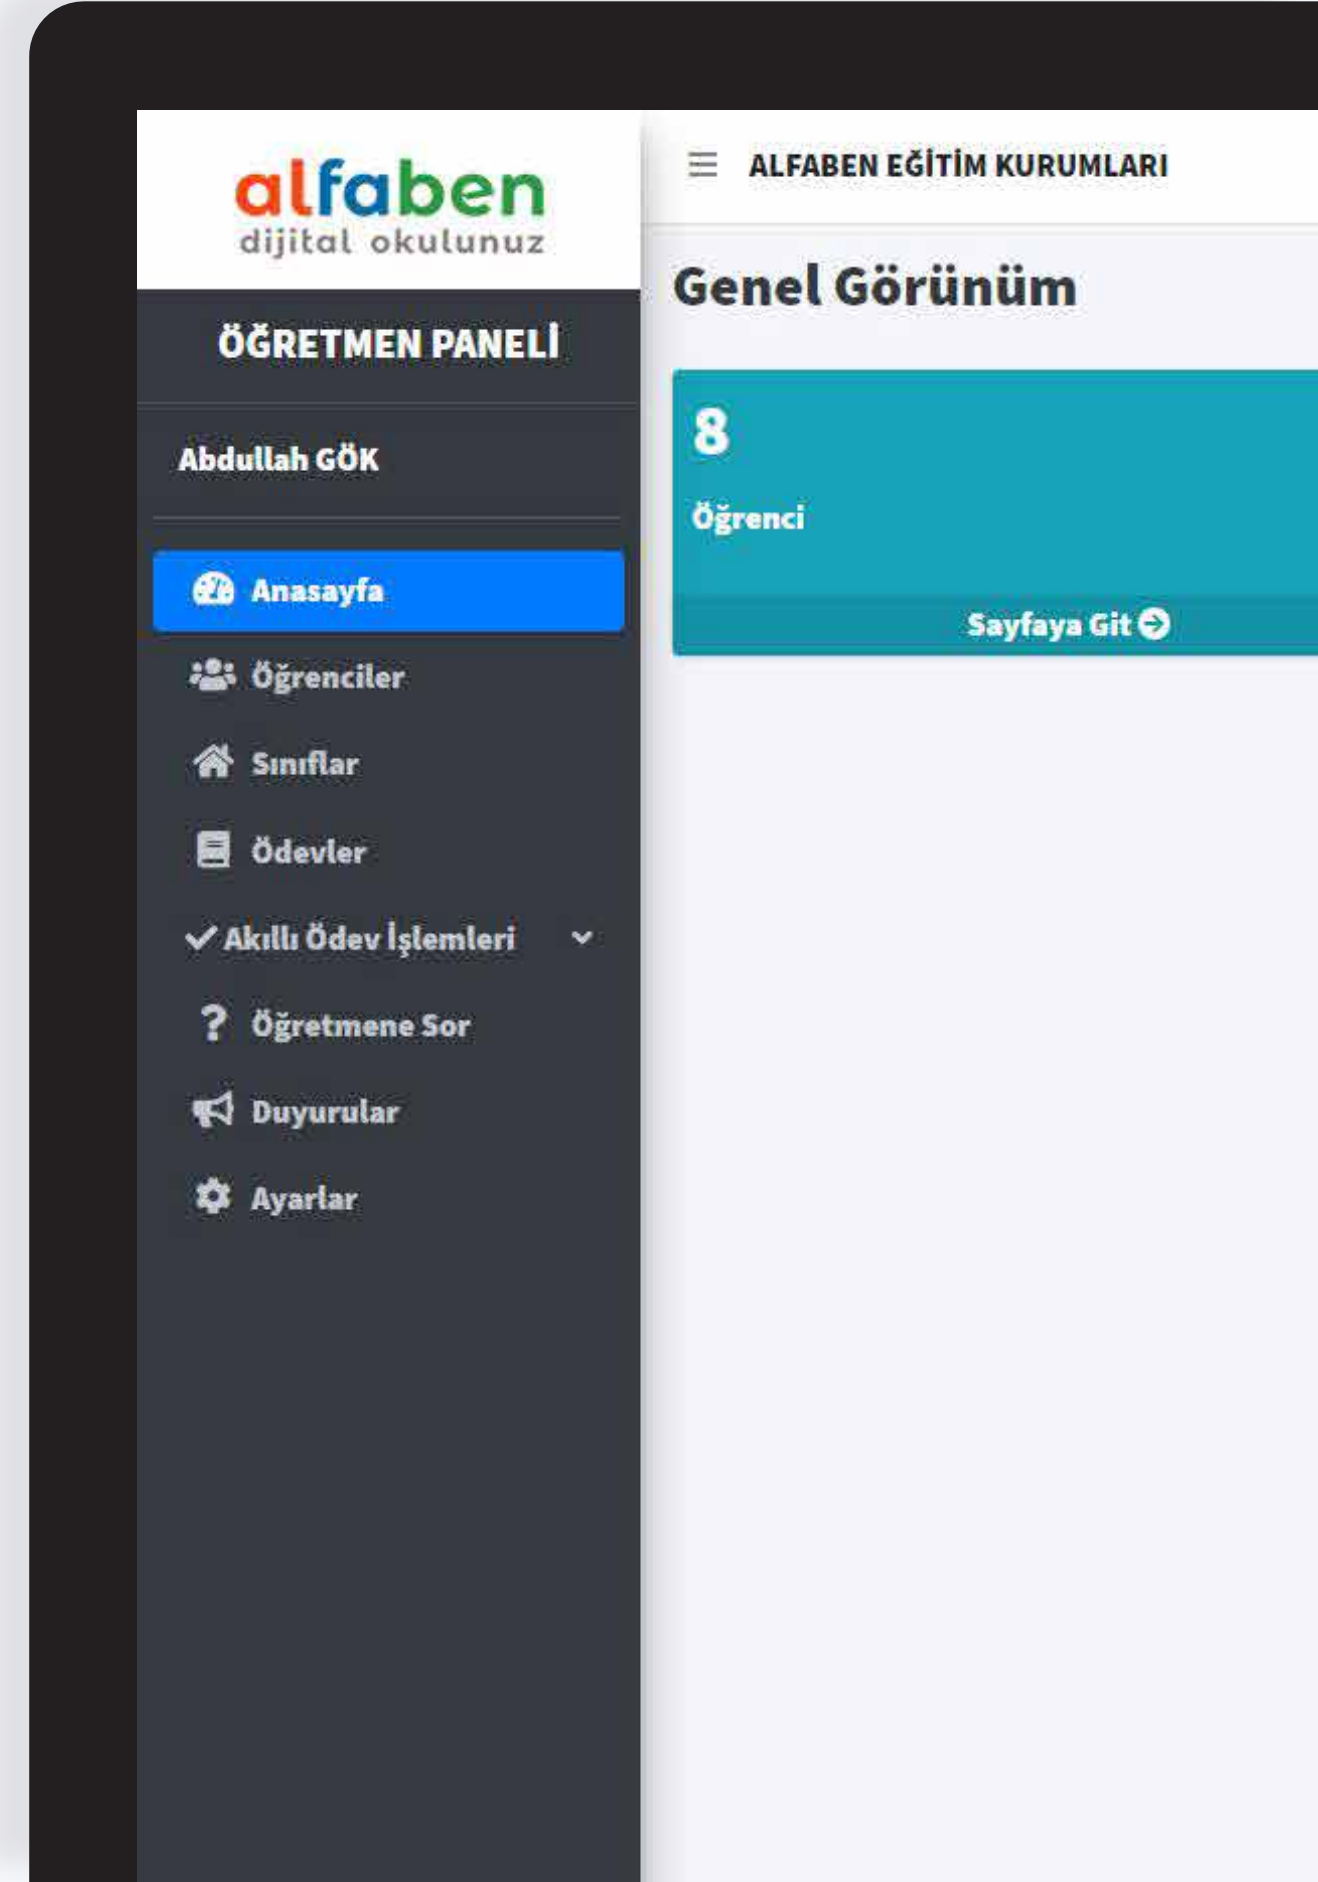 alfaben
dijital okulunuz
ÖĞRETMEN PANELİ
Abdullah GÖK
Anasayfa
Öğrenciler
Sınıflar
Ödevler
Akıllı Ödev İşlemleri
Öğretmene Sor
Duyurular
Ayarlar
ALFABEN EĞİTİM KURUMLARI
Genel Görünüm
8
Öğrenci
Sayfaya Git